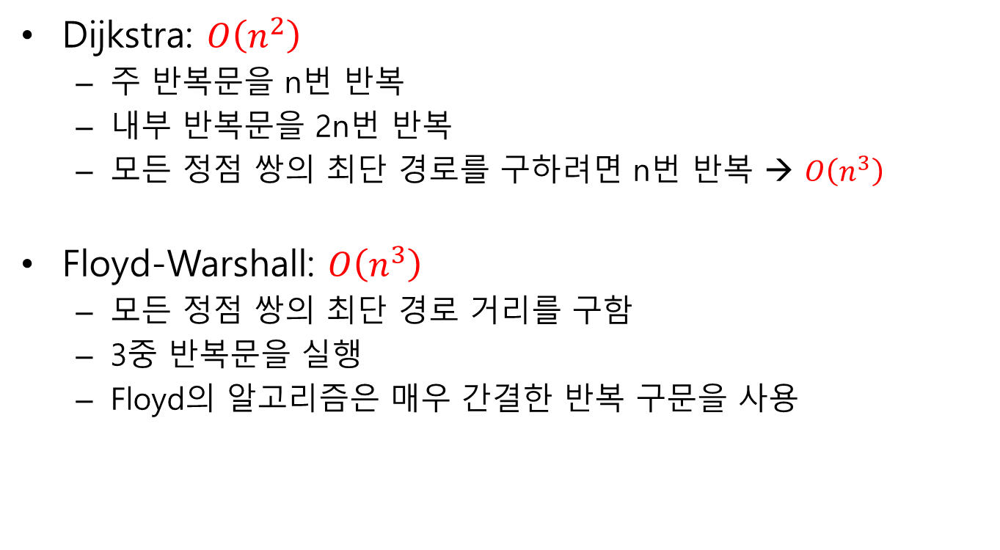 • Dijkstra: O(n²)
– 주 반복문을 n번 반복
– 내부 반복문을 2n번 반복
– 모든 정점 쌍의 최단 경로를 구하려면 n번 반복 → O(n³)
• Floyd-Warshall: O(n³)
– 모든 정점 쌍의 최단 경로 거리를 구함
– 3중 반복문을 실행
– Floyd의 알고리즘은 매우 간결한 반복 구문을 사용